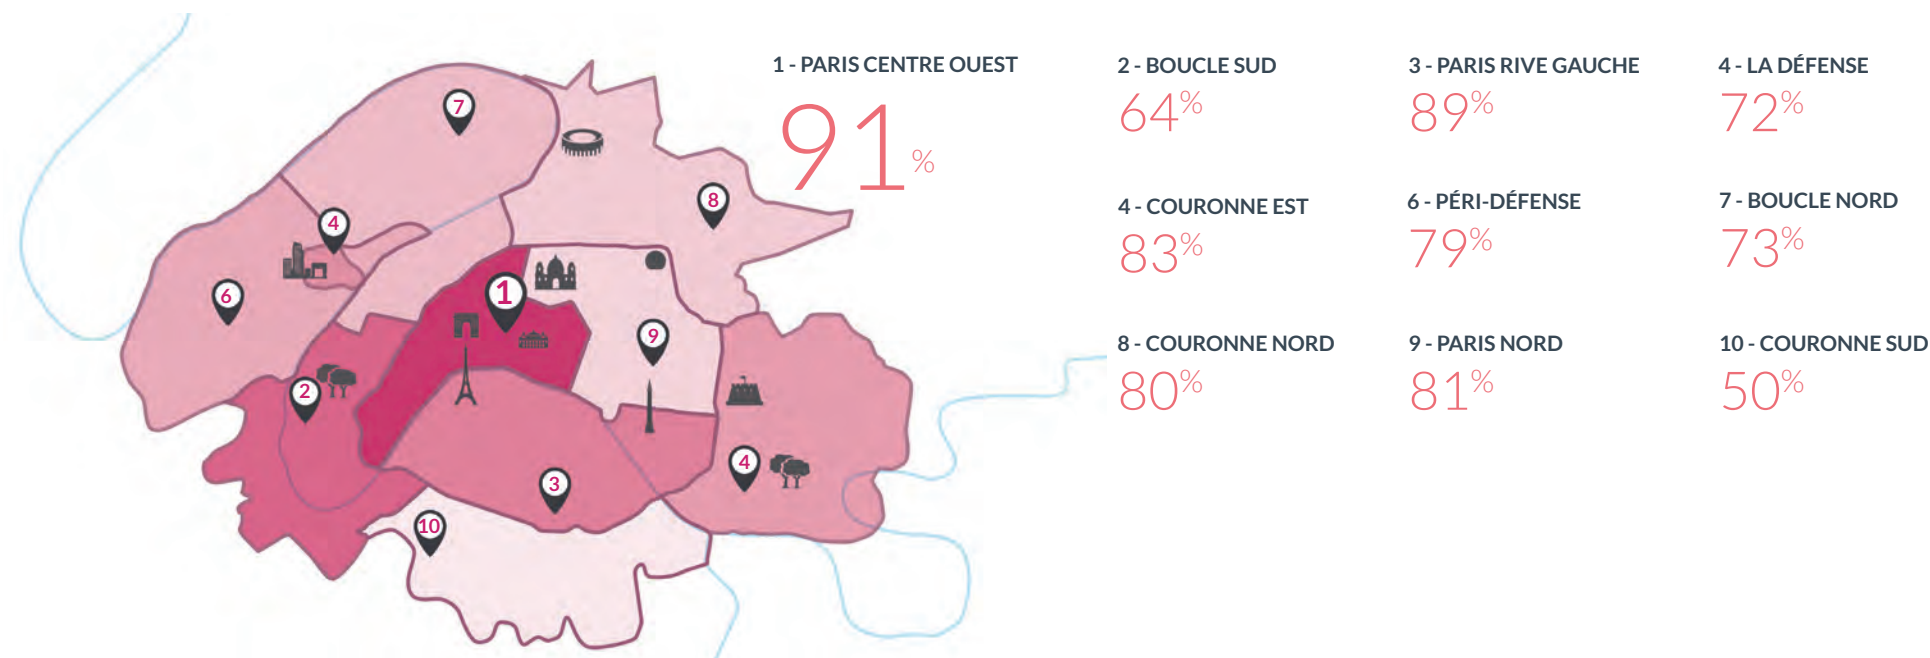 1 - PARIS CENTRE OUEST
91%
2 - BOUCLE SUD
64%
3 - PARIS RIVE GAUCHE
89%
4 - LA DÉFENSE
72%
4 - COURONNE EST
83%
6 - PÉRI-DÉFENSE
79%
7 - BOUCLE NORD
73%
8 - COURONNE NORD
80%
9 - PARIS NORD
81%
10 - COURONNE SUD
50%
7
8
4
6
1
9
2
4
3
10